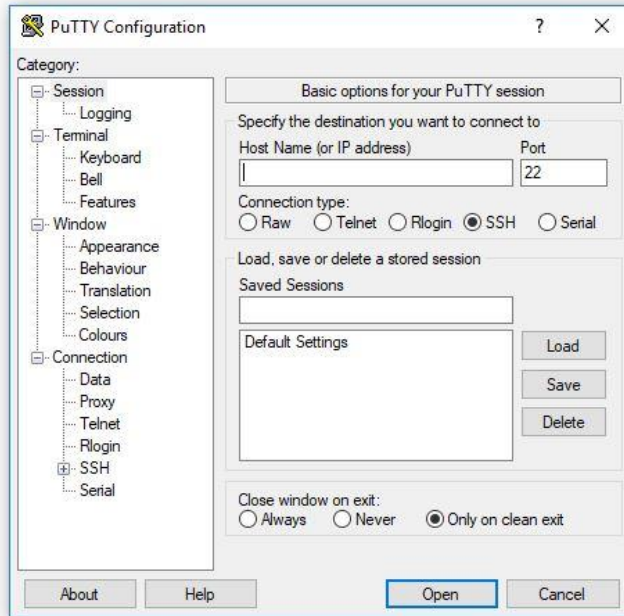 PuTTY Configuration
?
Category:
Session
Logging
Terminal
Keyboard
Bell
Features
Window
Appearance
Behaviour
Translation
Selection
Colours
Connection
Data
Proxy
Telnet
Rlogin
SSH
Serial
Basic options for your PuTTY session
Specify the destination you want to connect to
Host Name (or IP address) Port
22
Connection type:
Raw Telnet Rlogin SSH Serial
Load, save or delete a stored session
Saved Sessions
Default Settings
Load
Save
Delete
Close window on exit:
Always Never Only on clean exit
About Help Open Cancel